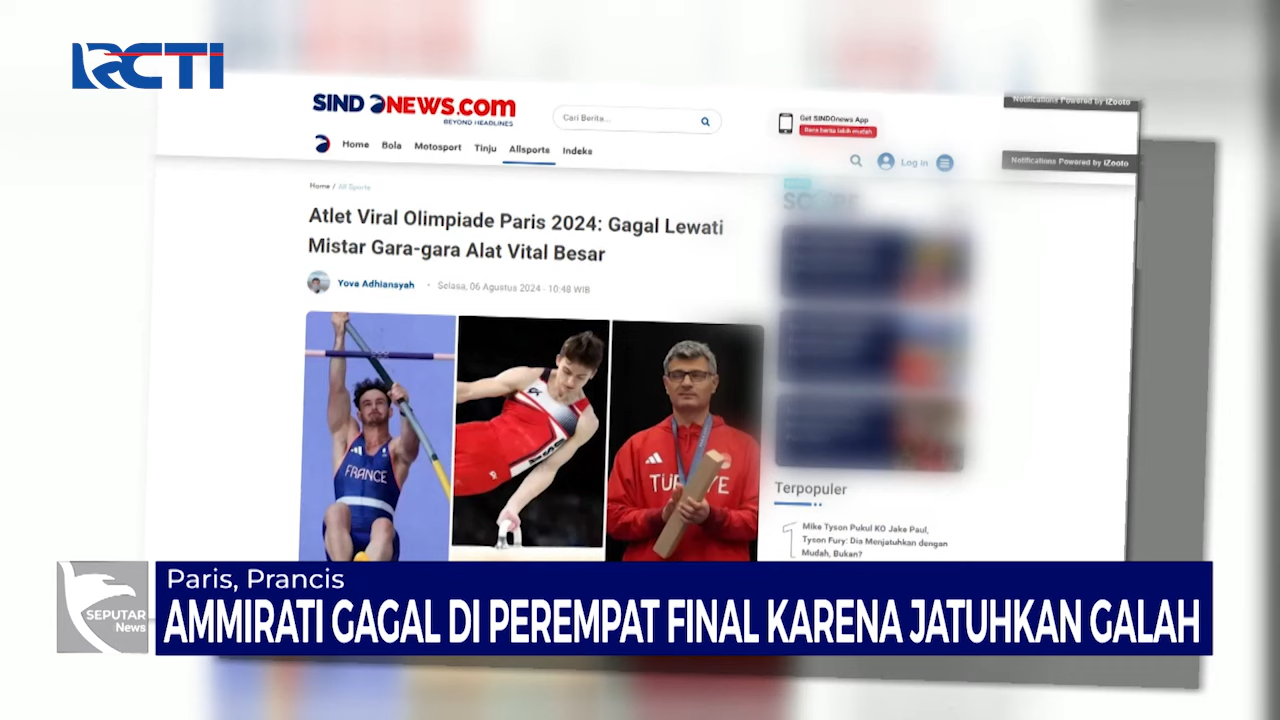 RCTI
SINDONEWS.com
BEYOND HEADLINES
Cari Berita...
Get SINDOnews App
Baca berita lebih mudah
Notifications Powered by iZooto
Home Bola Motosport Tinju Allsports Indeks
Log in
Notifications Powered by iZooto
Home / All Sports
Atlet Viral Olimpiade Paris 2024: Gagal Lewati
Mistar Gara-gara Alat Vital Besar
Yova Adhiansyah • Selasa, 06 Agustus 2024 - 10:48 WIB
FRANCE
TÜRKİYE
Terpopuler
1
Mike Tyson Pukul KO Jake Paul,
Tyson Fury: Dia Menjatuhkan dengan
Mudah, Bukan?
SEPUTAR
News
Paris, Prancis
AMMIRATI GAGAL DI PEREMPAT FINAL KARENA JATUHKAN GALAH